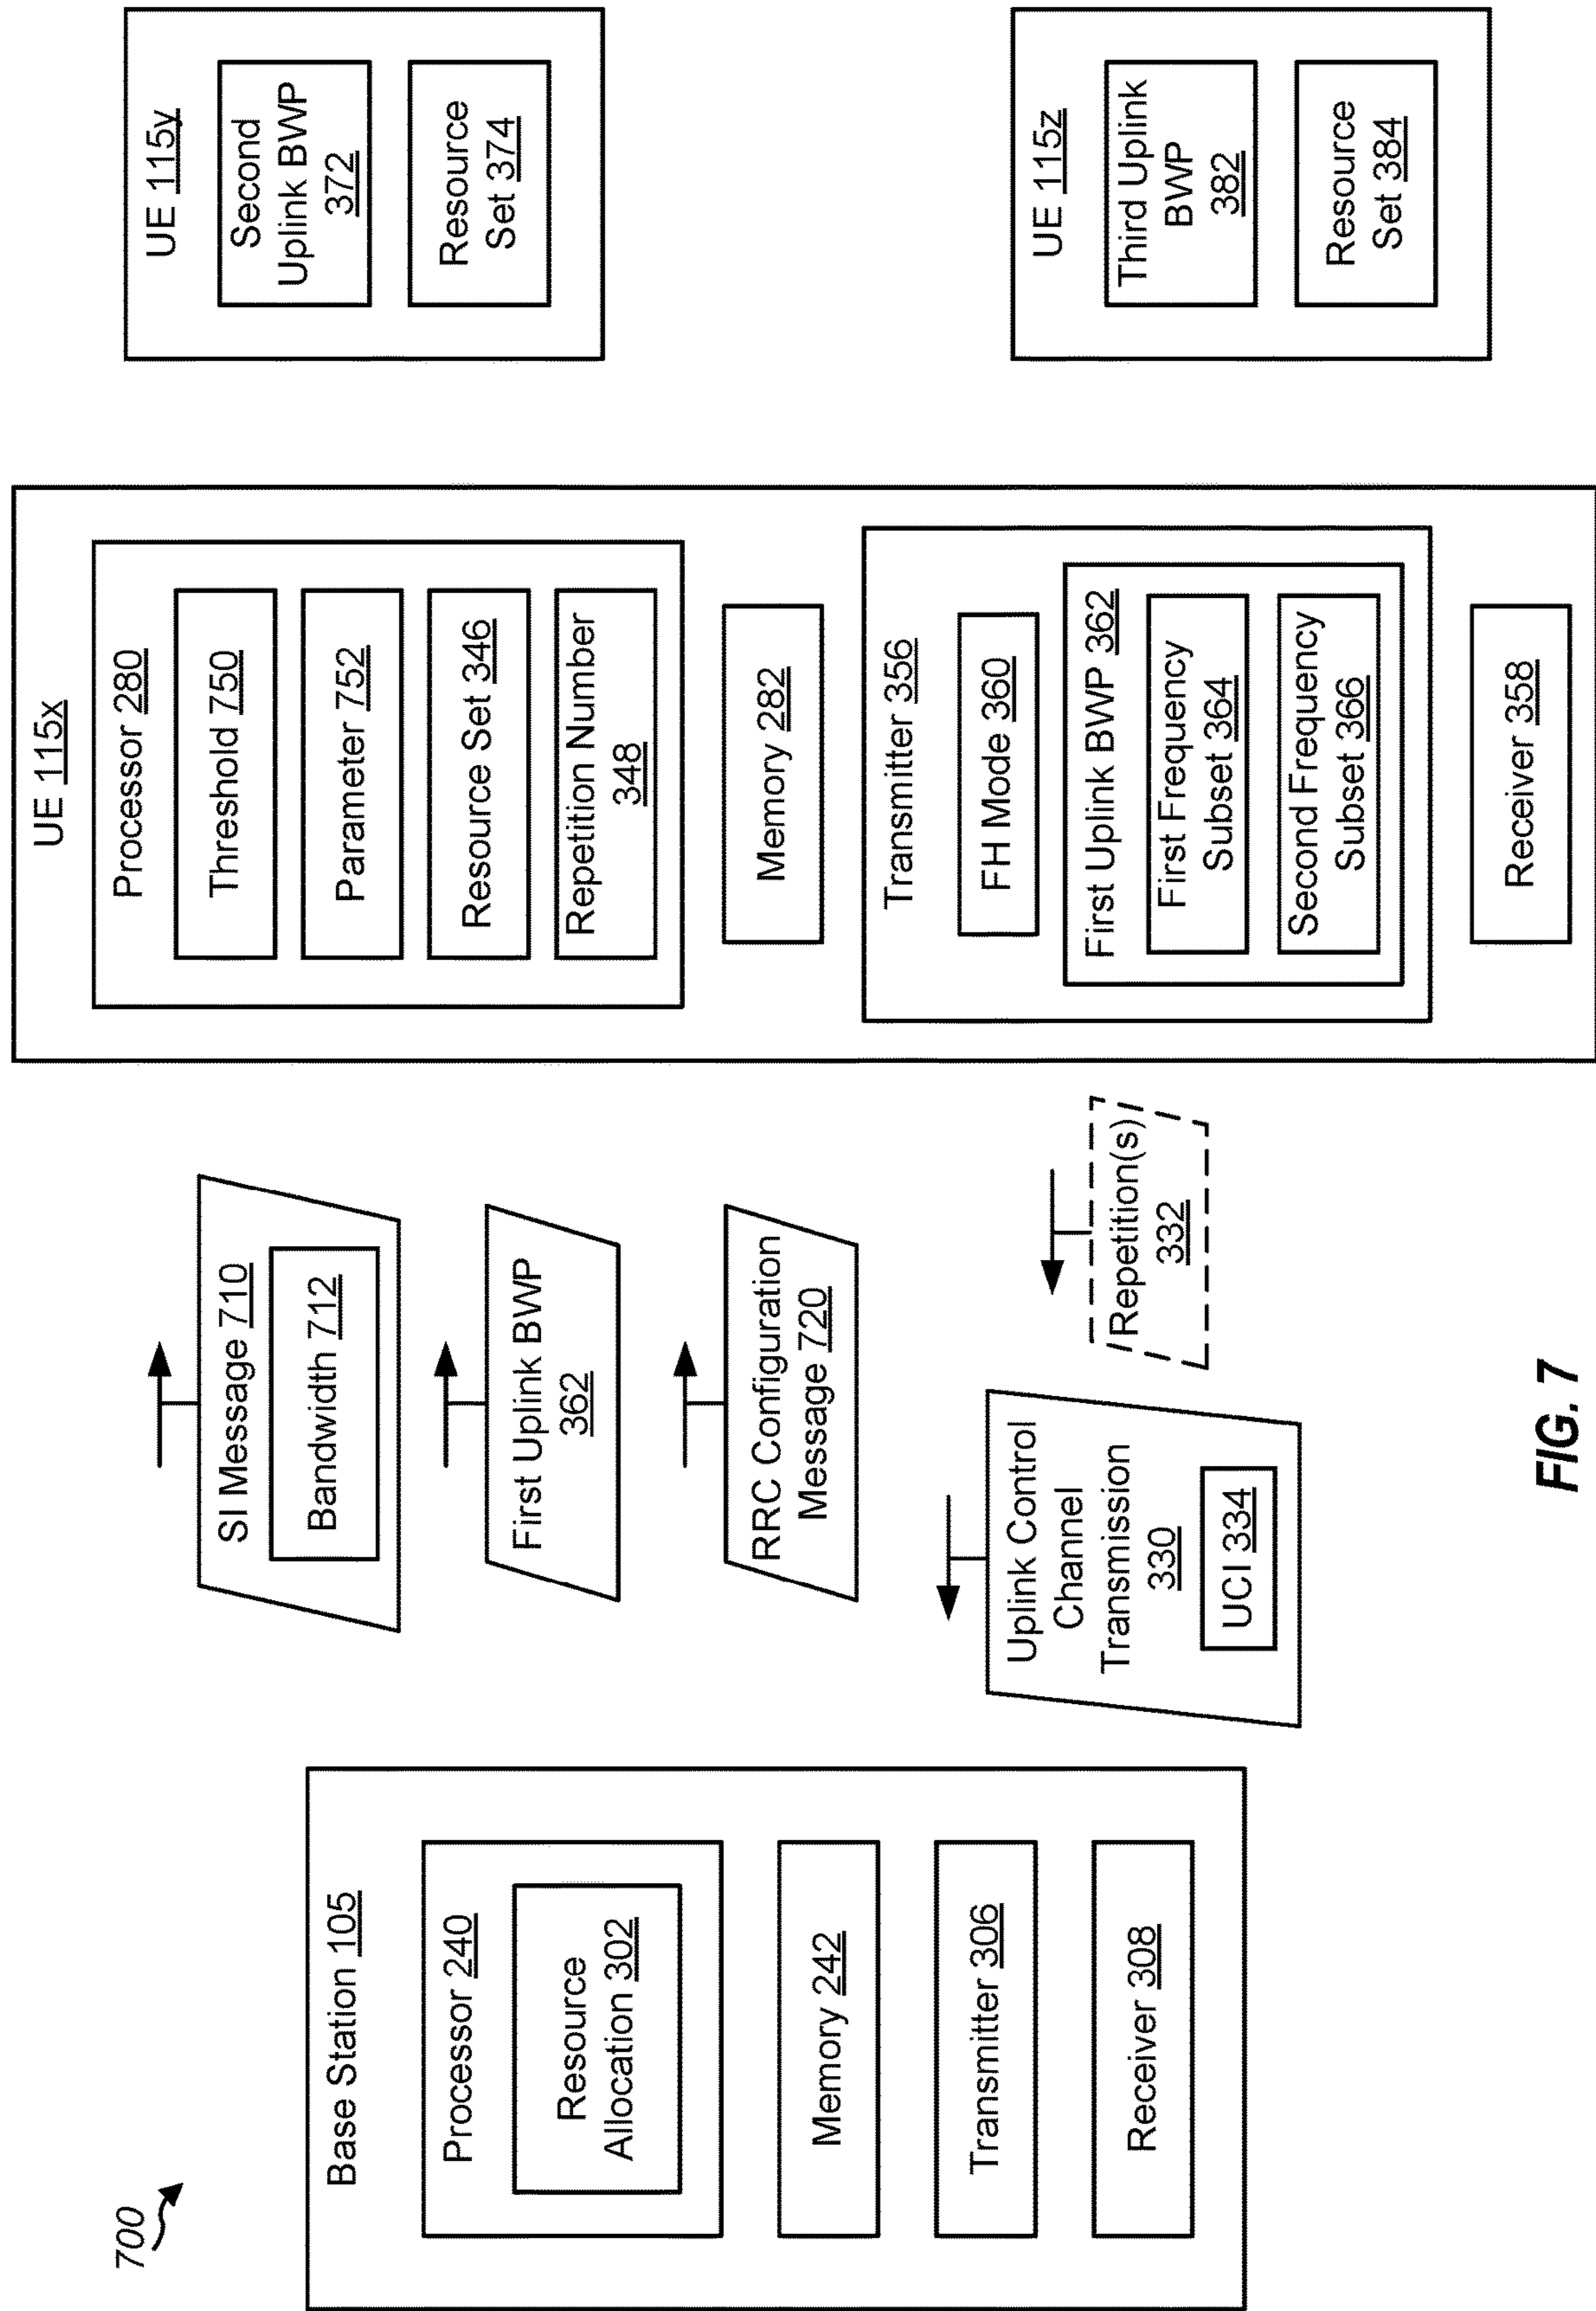 700
Base Station 105
Processor 240
Resource
Allocation 302
Memory 242
Transmitter 306
Receiver 308
SI Message 710
Bandwidth 712
First Uplink BWP
362
RRC Configuration
Message 720
Uplink Control
Channel
Transmission
330
UCI 334
Repetition(s)
332
UE 115x
Processor 280
Threshold 750
Parameter 752
Resource Set 346
Repetition Number
348
Memory 282
Transmitter 356
FH Mode 360
First Uplink BWP 362
First Frequency
Subset 364
Second Frequency
Subset 366
Receiver 358
UE 115y
Second
Uplink BWP
372
Resource
Set 374
UE 115z
Third Uplink
BWP
382
Resource
Set 384
FIG. 7